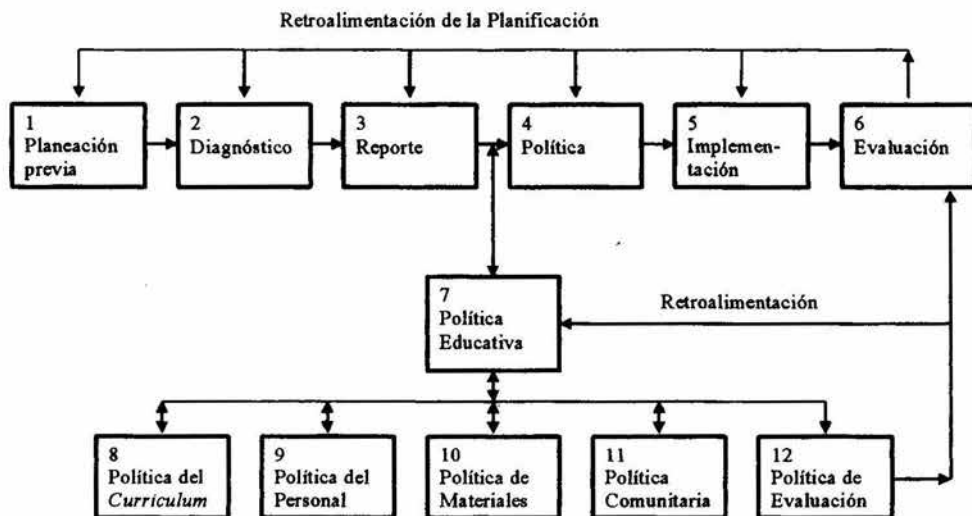 Retroalimentación de la Planificación
1
Planeación
previa
2
Diagnóstico
3
Reporte
4
Política
5
Implemen-
tación
6
Evaluación
7
Política
Educativa
Retroalimentación
8
Política del
Curriculum
9
Política del
Personal
10
Política de
Materiales
11
Política
Comunitaria
12
Política de
Evaluación